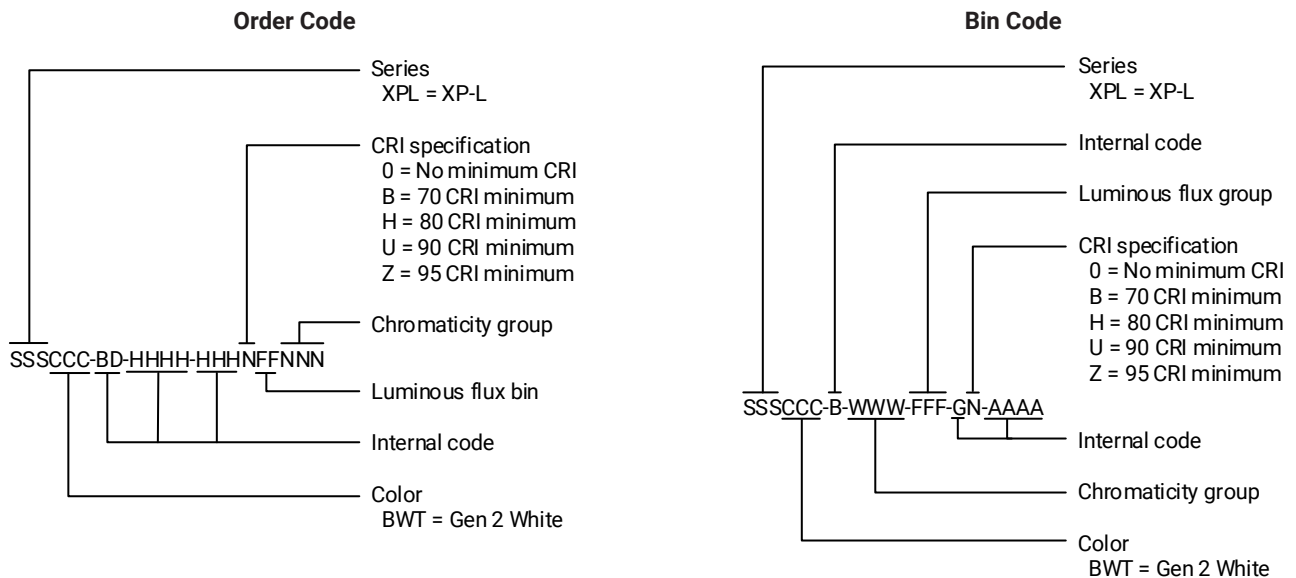 Order Code
Series
XPL = XP-L
CRI specification
0 = No minimum CRI
B = 70 CRI minimum
H = 80 CRI minimum
U = 90 CRI minimum
Z = 95 CRI minimum
Chromaticity group
SSSCCC-BD-HHHH-HHHNFFNNN
Luminous flux bin
Internal code
Color
BWT = Gen 2 White
Bin Code
Series
XPL = XP-L
Internal code
Luminous flux group
CRI specification
0 = No minimum CRI
B = 70 CRI minimum
H = 80 CRI minimum
U = 90 CRI minimum
Z = 95 CRI minimum
SSSCCC-B-WWW-FFF-GN-AAAA
Internal code
Chromaticity group
Color
BWT = Gen 2 White